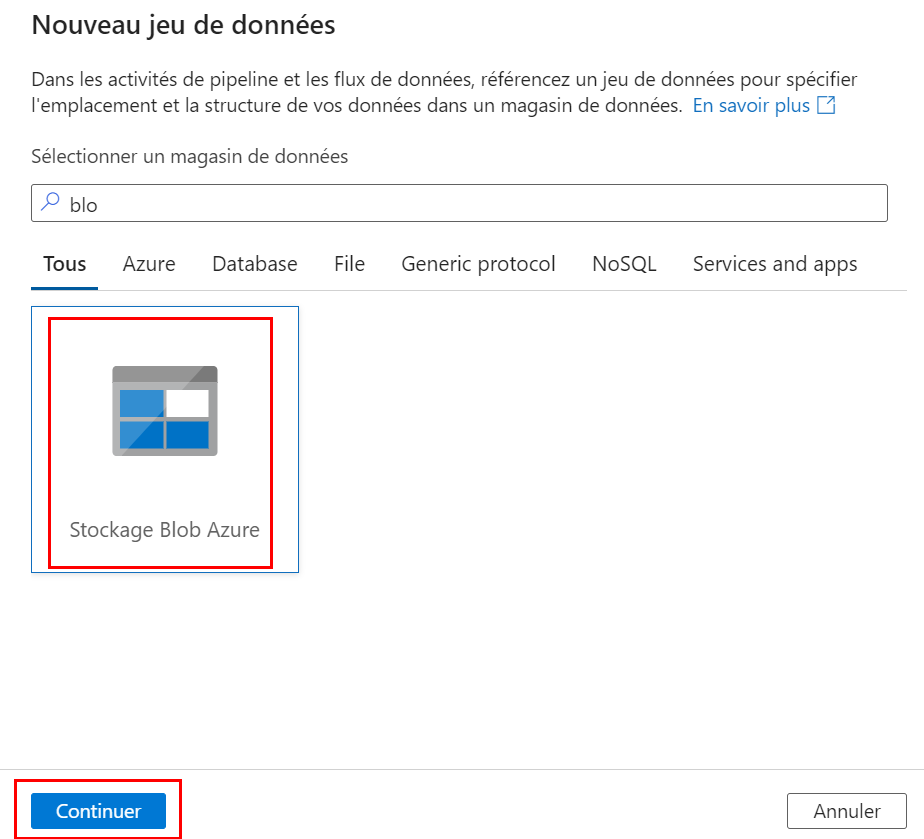 Nouveau jeu de données
Dans les activités de pipeline et les flux de données, référencez un jeu de données pour spécifier
l'emplacement et la structure de vos données dans un magasin de données. En savoir plus
Sélectionner un magasin de données
blo
Tous Azure Database File Generic protocol NoSQL Services and apps
Stockage Blob Azure
Continuer Annuler